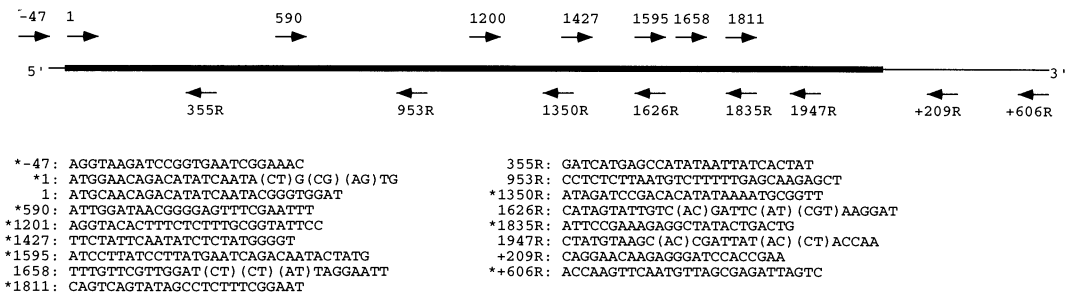 -47 1 590 1200 1427 1595 1658 1811
5' 3'
355R 953R 1350R 1626R 1835R 1947R +209R +606R
*-47: AGGTAAGATCCGGTGAATCGGAAAC
*1: ATGGAACAGACATATCAATA(CT)G(CG)(AG)TG
1: ATGCAACAGACATATCAATACGGGTGGAT
*590: ATTGGATAACGGGGAGTTTCGAATTT
*1201: AGGTACACTTTCTCTTTGCGGTATTCC
*1427: TTCTATTCAATATCTCTATGGGGT
*1595: ATCCTTATCCTTATGAATCAGACAATACTATG
1658: TTTGTTCGTTGGAT(CT)(CT)(AT)TAGGAATT
*1811: CAGTCAGTATAGCCTCTTTCGGAAT
355R: GATCATGAGCCATATAATTATCACTAT
953R: CCTCTCTTAATGTCTTTTTGAGCAAGAGCT
*1350R: ATAGATCCGACACATATAAAATGCGGTT
1626R: CATAGTATTGTC(AC)GATTC(AT)(CGT)AAGGAT
*1835R: ATTCCGAAAGAGGCTATACTGACTG
1947R: CTATGTAAGC(AC)CGATTAT(AC)(CT)ACCAA
+209R: CAGGAACAAGAGGGATCCACCGAA
*+606R: ACCAAGTTCAATGTTAGCGAGATTAGTC